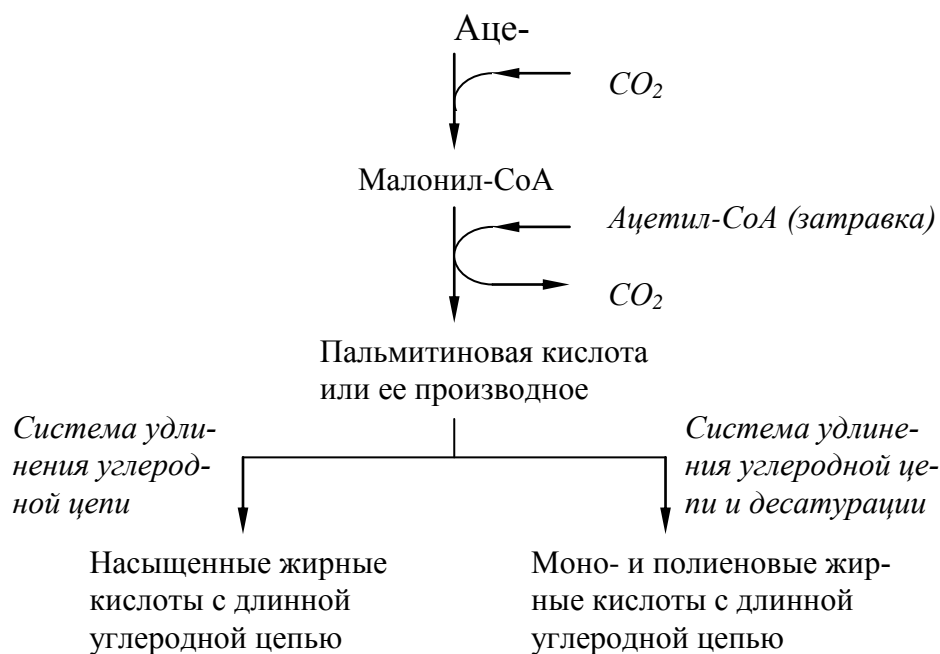 Аце-
CO2
Малонил-CoA
Ацетил-CoA (затравка)
CO2
Пальмитиновая кислота
или ее производное
Система удли-
нения углерод-
ной цепи
Система удлине-
ния углеродной це-
пи и десатурации
Насыщенные жирные
кислоты с длинной
углеродной цепью
Моно- и полиеновые жир-
ные кислоты с длинной
углеродной цепью